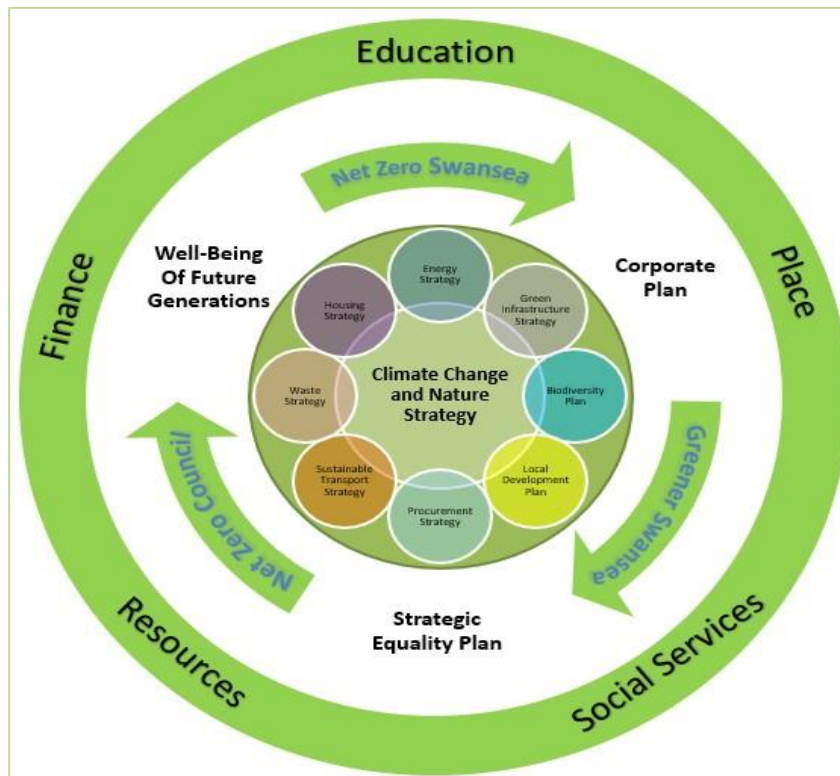 Education
Place
Social Services
Resources
Finance
Net Zero Swansea
Greener Swansea
Net Zero Council
Well-Being
Of Future
Generations
Corporate
Plan
Strategic
Equality Plan
Climate Change
and Nature
Strategy
Energy
Strategy
Green
Infrastructure
Strategy
Biodiversity
Plan
Local
Development
Plan
Procurement
Strategy
Sustainable
Transport
Strategy
Waste
Strategy
Housing
Strategy